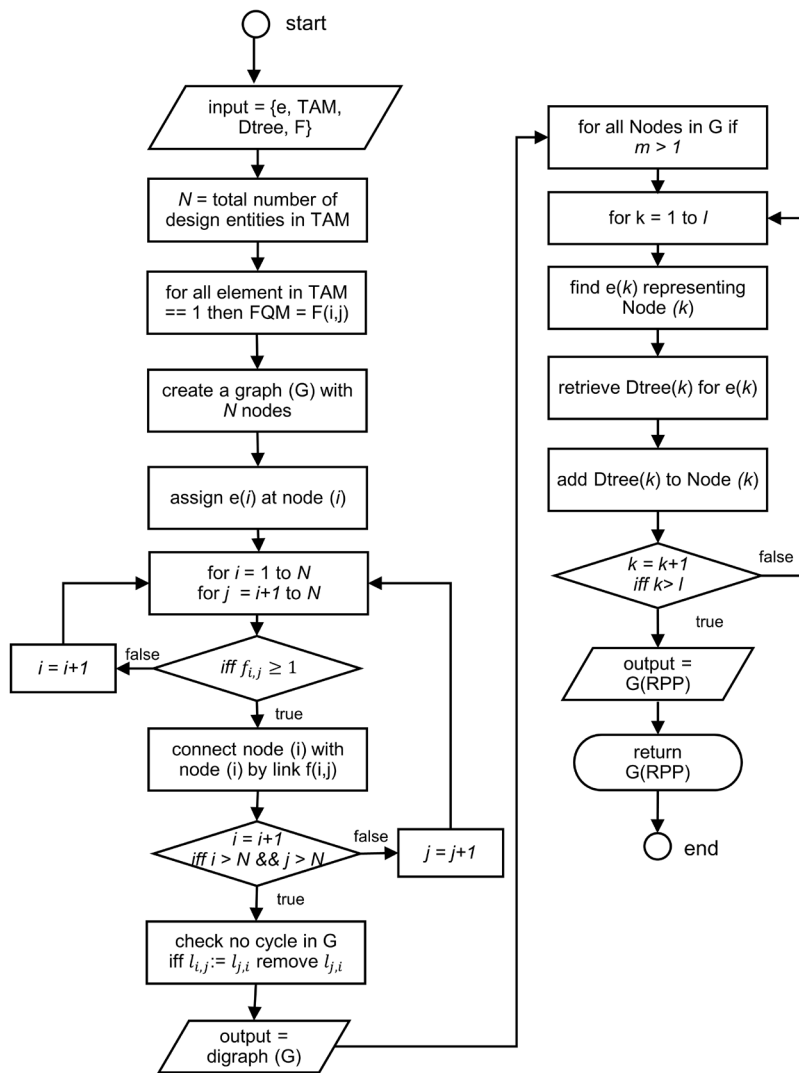 start
input = {e, TAM,
Dtree, F}
N = total number of
design entities in TAM
for all element in TAM
== 1 then FQM = F(i,j)
create a graph (G) with
N nodes
assign e(i) at node (i)
for i = 1 to N
for j = i+1 to N
i = i+1
false
iff f_{i,j} ≥ 1
true
connect node (i) with
node (i) by link f(i,j)
i = i+1
iff i > N && j > N
false
j = j+1
true
check no cycle in G
iff l_{i,j}:= l_{j,i} remove l_{j,i}
output =
digraph (G)
for all Nodes in G if
m > 1
for k = 1 to l
find e(k) representing
Node (k)
retrieve Dtree(k) for e(k)
add Dtree(k) to Node (k)
k = k+1
iff k> l
false
true
output =
G(RPP)
return
G(RPP)
end